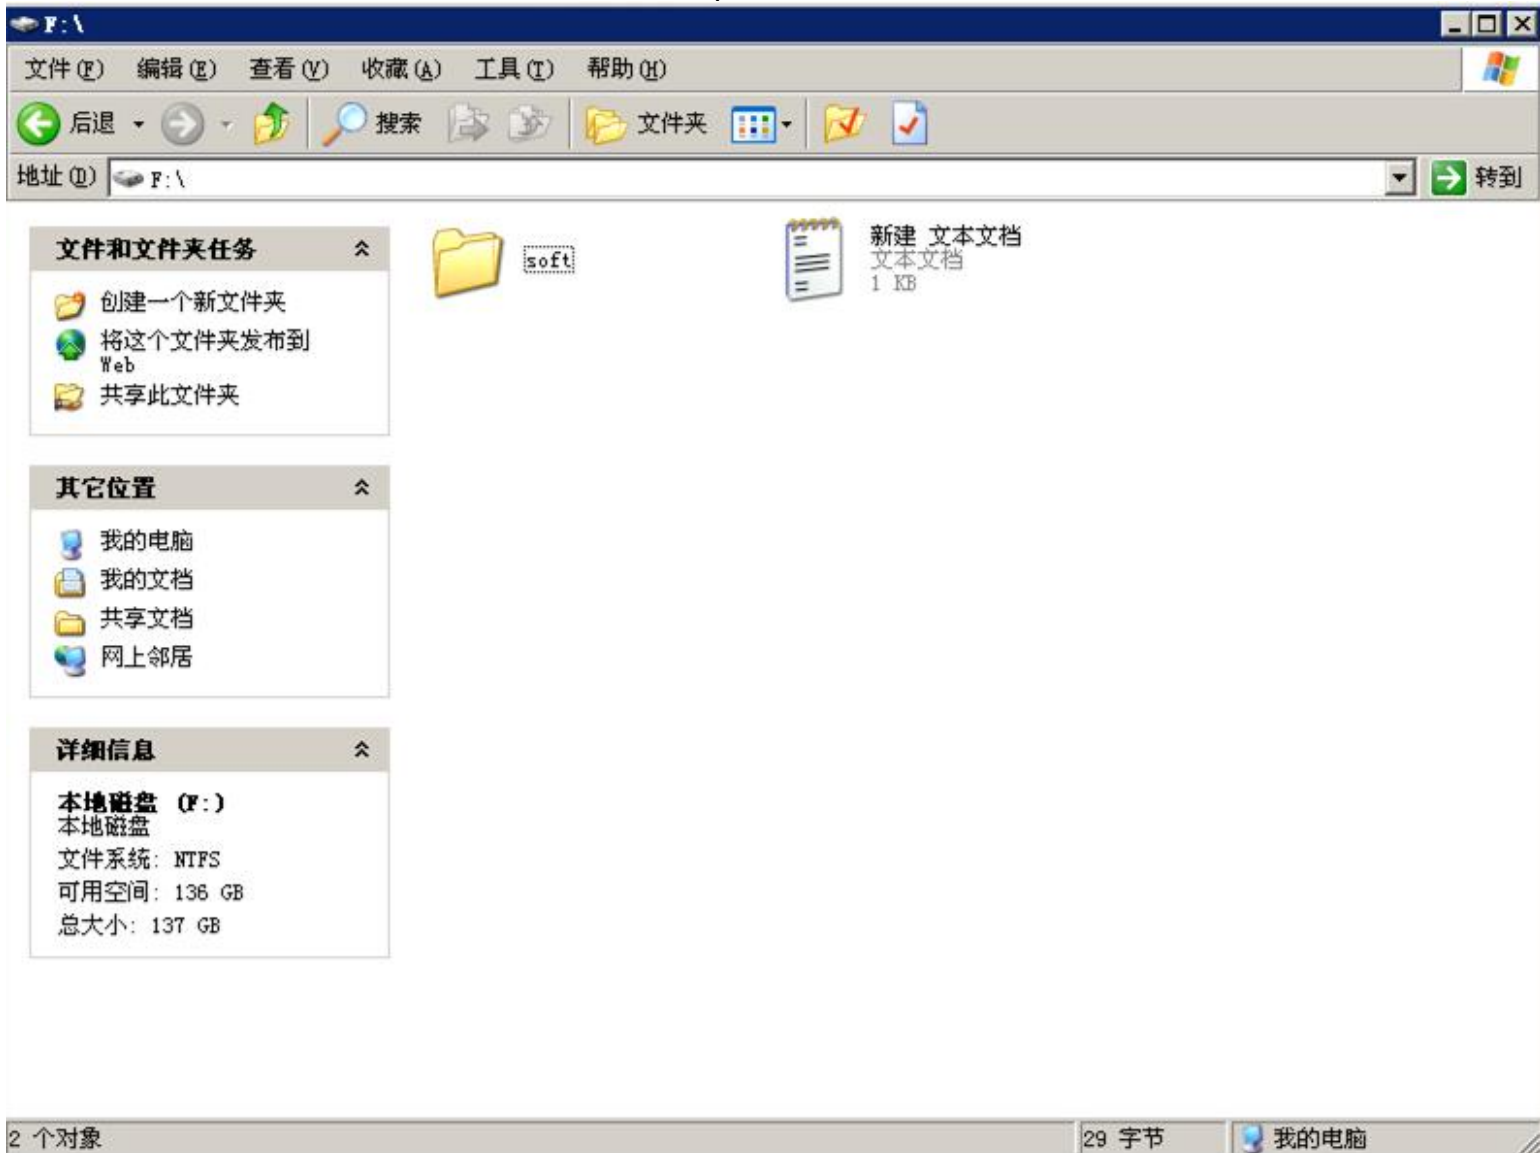 F:\
文件(F) 编辑(E) 查看(V) 收藏(A) 工具(T) 帮助(H)
后退 搜索 文件夹
地址(D) F:\ 转到
文件和文件夹任务
创建一个新文件夹
将这个文件夹发布到
Web
共享此文件夹
其它位置
我的电脑
我的文档
共享文档
网上邻居
详细信息
本地磁盘 (F:)
本地磁盘
文件系统: NTFS
可用空间: 136 GB
总大小: 137 GB
soft
新建 文本文档
文本文档
1 KB
2 个对象
29 字节
我的电脑